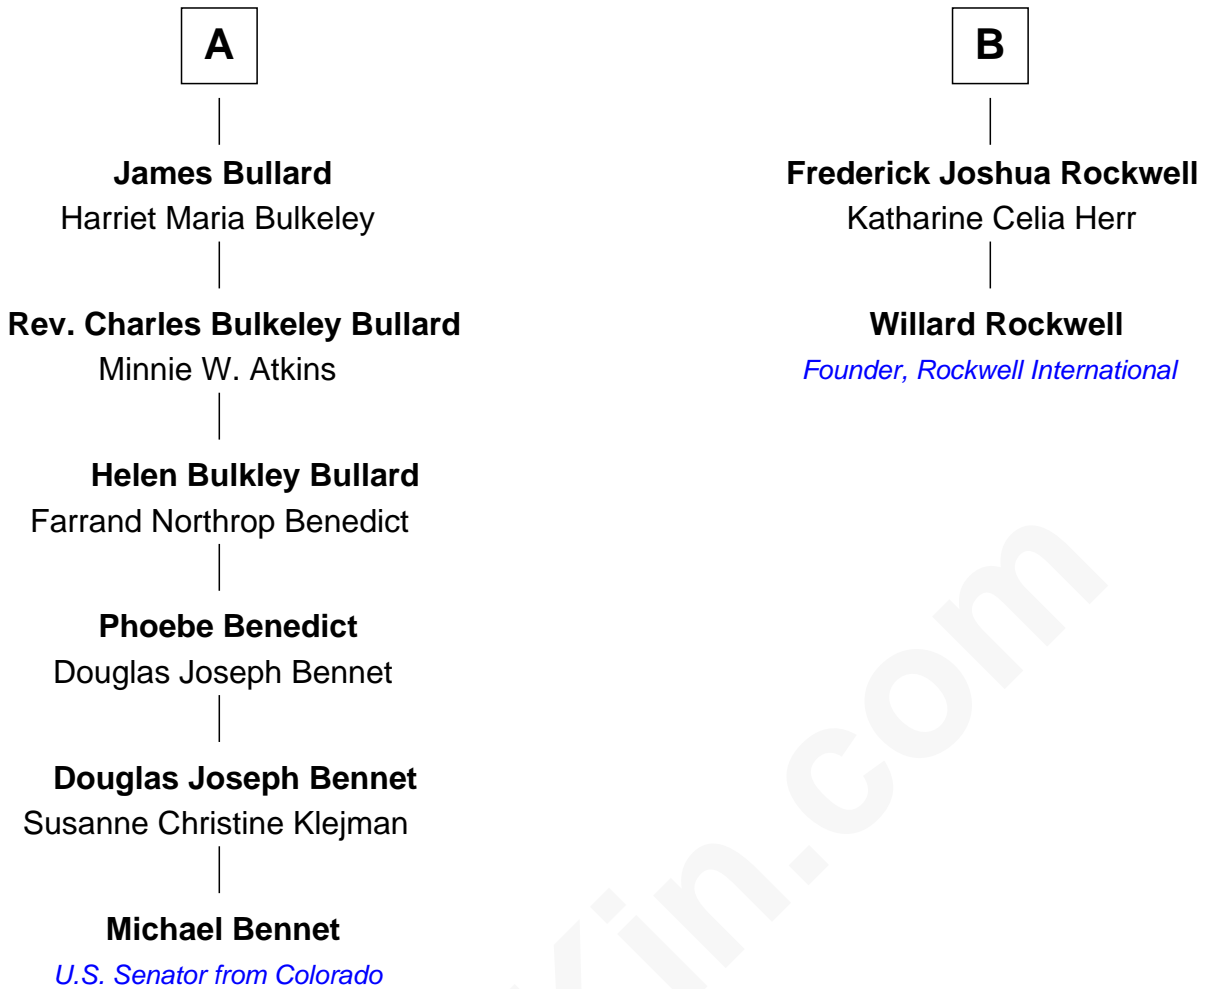 A
James Bullard
Harriet Maria Bulkeley
Rev. Charles Bulkeley Bullard
Minnie W. Atkins
Helen Bulkley Bullard
Farrand Northrop Benedict
Phoebe Benedict
Douglas Joseph Bennet
Douglas Joseph Bennet
Susanne Christine Klejman
Michael Bennet
U.S. Senator from Colorado
B
Frederick Joshua Rockwell
Katharine Celia Herr
Willard Rockwell
Founder, Rockwell International
Kin.com